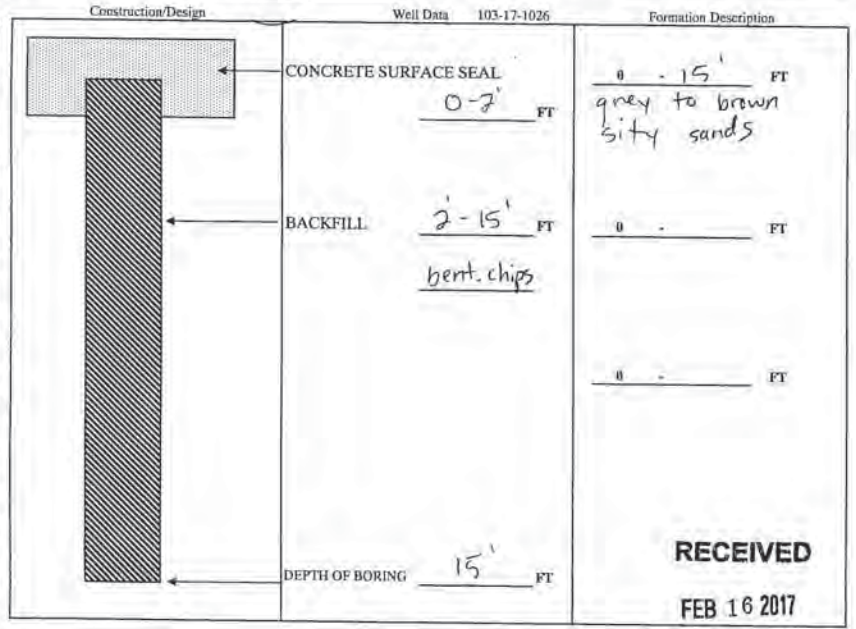 Construction/Design Well Data 103-17-1026 Formation Description
CONCRETE SURFACE SEAL
0-2' FT
0 - 15' FT
grey to brown
sity sands
BACKFILL 2' - 15' FT
bent. chips
0 - FT
0 - FT
DEPTH OF BORING 15' FT
RECEIVED
FEB 16 2017